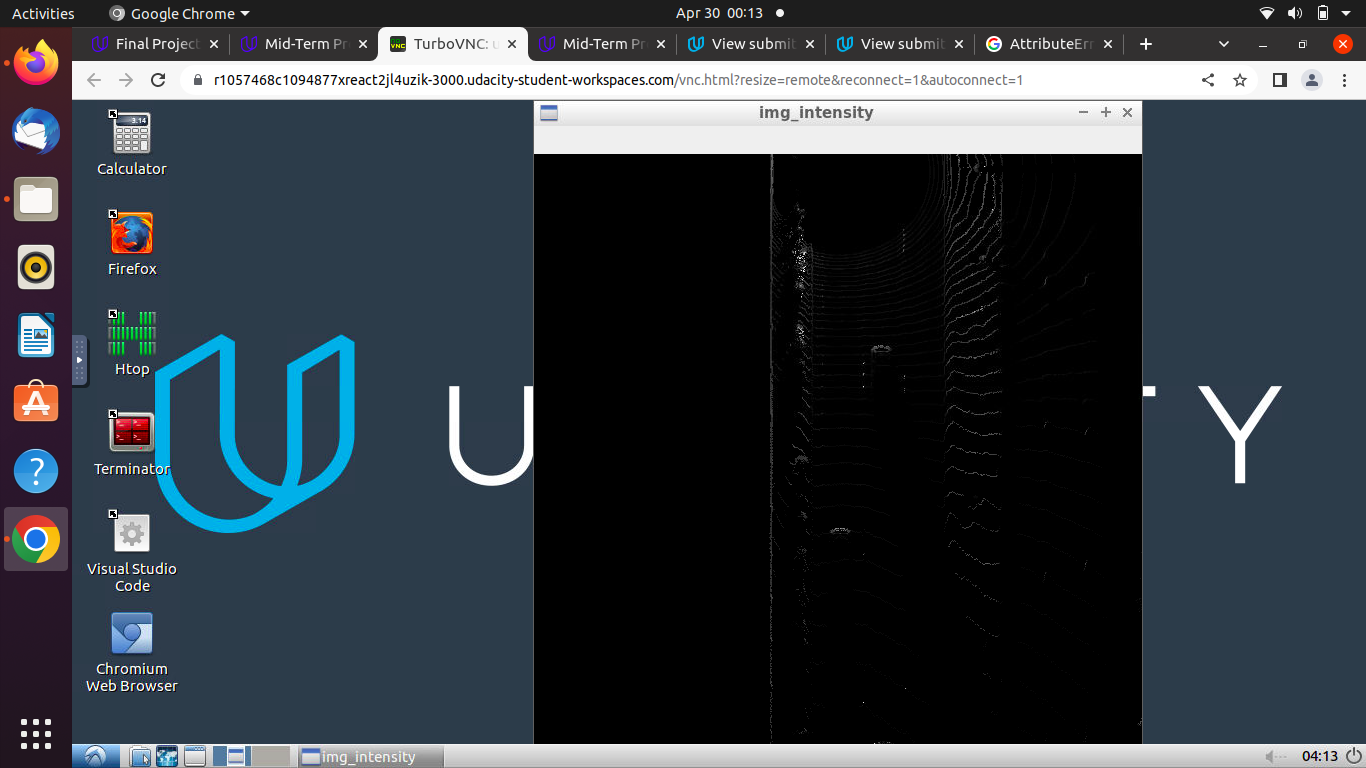 Activities
Google Chrome
Apr 30 00:13
Final Project
Mid-Term Pr
TurboVNC: u
Mid-Term Pr
View submit
View submit
AttributeErr
r1057468c1094877xreact2jl4uzik-3000.udacity-student-workspaces.com/vnc.html?resize=remote&reconnect=1&autoconnect=1
img_intensity
3.14
Calculator
Firefox
Htop
Terminator
Visual Studio
Code
Chromium
Web Browser
U
T Y
img_intensity
04:13